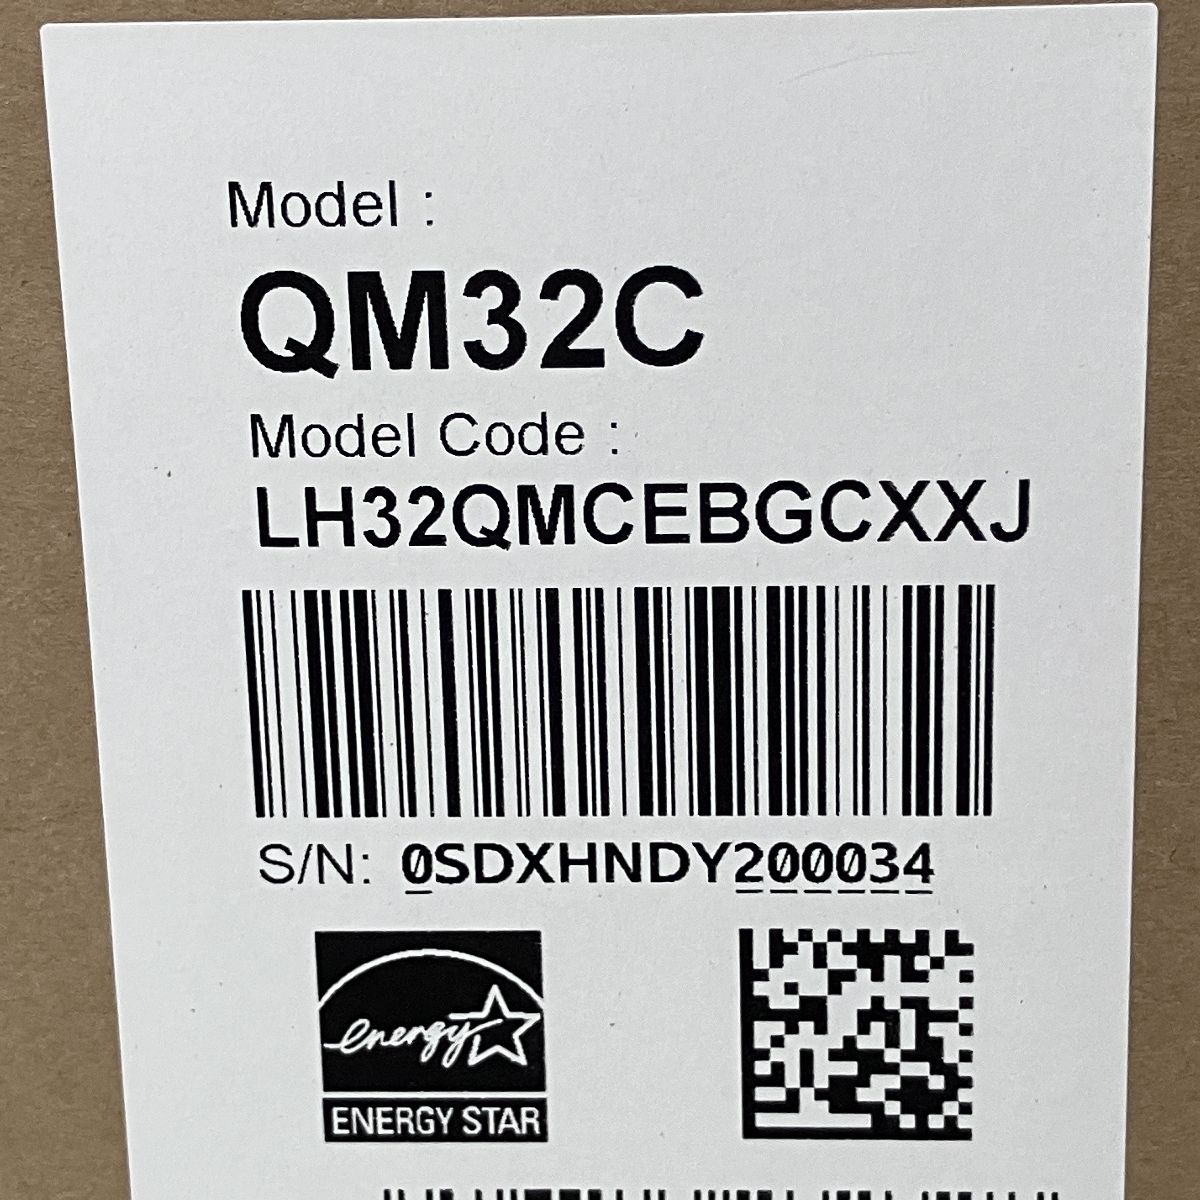 Model :
QM32C
Model Code :
LH32QMCEBGCXXJ
S/N: 0SDXHNDY200034
energy
ENERGY STAR